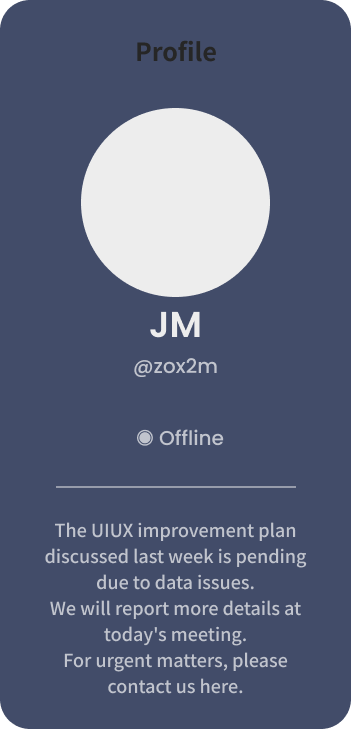 Profile
JM
@zox2m
◉ Offline
The UIUX improvement plan
discussed last week is pending
due to data issues.
We will report more details at
today's meeting.
For urgent matters, please
contact us here.